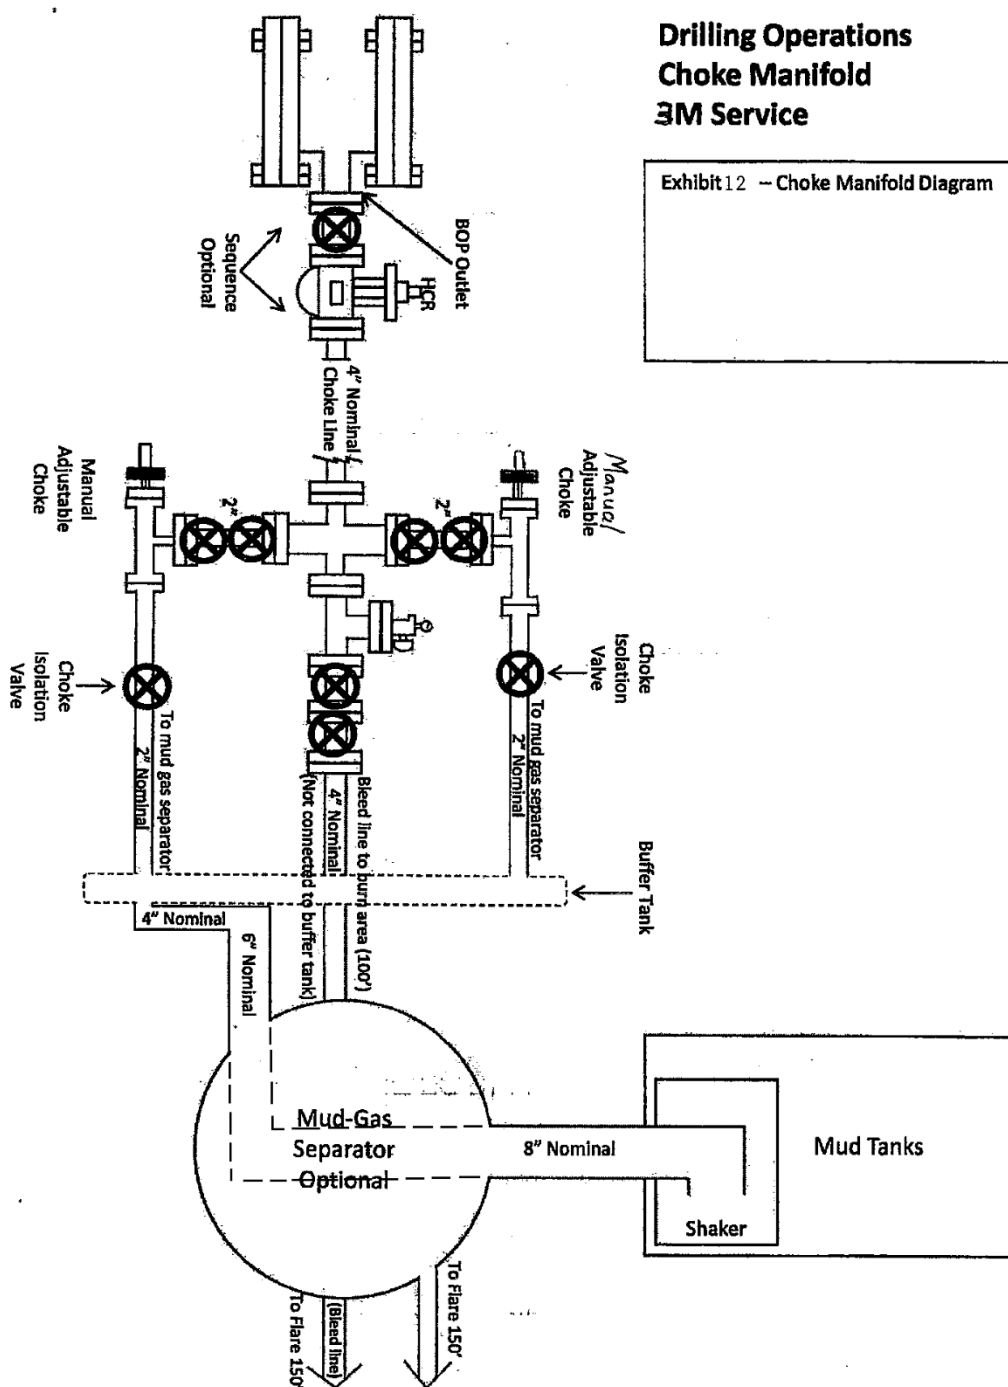 Drilling Operations
Choke Manifold
3M Service
Exhibit 12 – Choke Manifold Diagram
BOP Outlet
HCR
Sequence
Optional
4" Nominal
Choke Line
Manual
Adjustable
Choke
2"
2"
Manual
Adjustable
Choke
Choke
Isolation
Valve
Choke
Isolation
Valve
To mud gas separator
2" Nominal
To mud gas separator
2" Nominal
Bleed line to burn area (100')
4" Nominal
(Not connected to buffer tank)
Buffer Tank
4" Nominal
6" Nominal
Mud-Gas
Separator
Optional
8" Nominal
Mud Tanks
Shaker
To Flare 150'
(Bleed line)
To Flare 150'